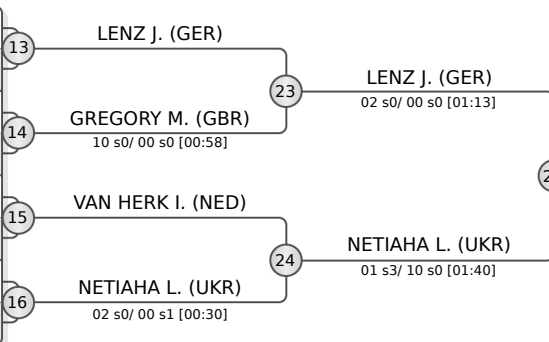 LENZ J. (GER)
13
23
LENZ J. (GER)
02 s0/ 00 s0 [01:13]
GREGORY M. (GBR)
14
10 s0/ 00 s0 [00:58]
VAN HERK I. (NED)
15
24
NETIAHA L. (UKR)
01 s3/ 10 s0 [01:40]
NETIAHA L. (UKR)
16
02 s0/ 00 s1 [00:30]